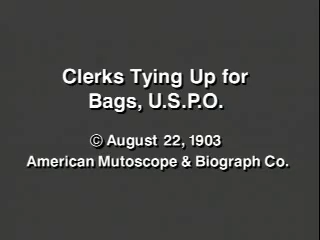 Clerks Tying Up for
Bags, U.S.P.O.
© August 22, 1903
American Mutoscope & Biograph Co.